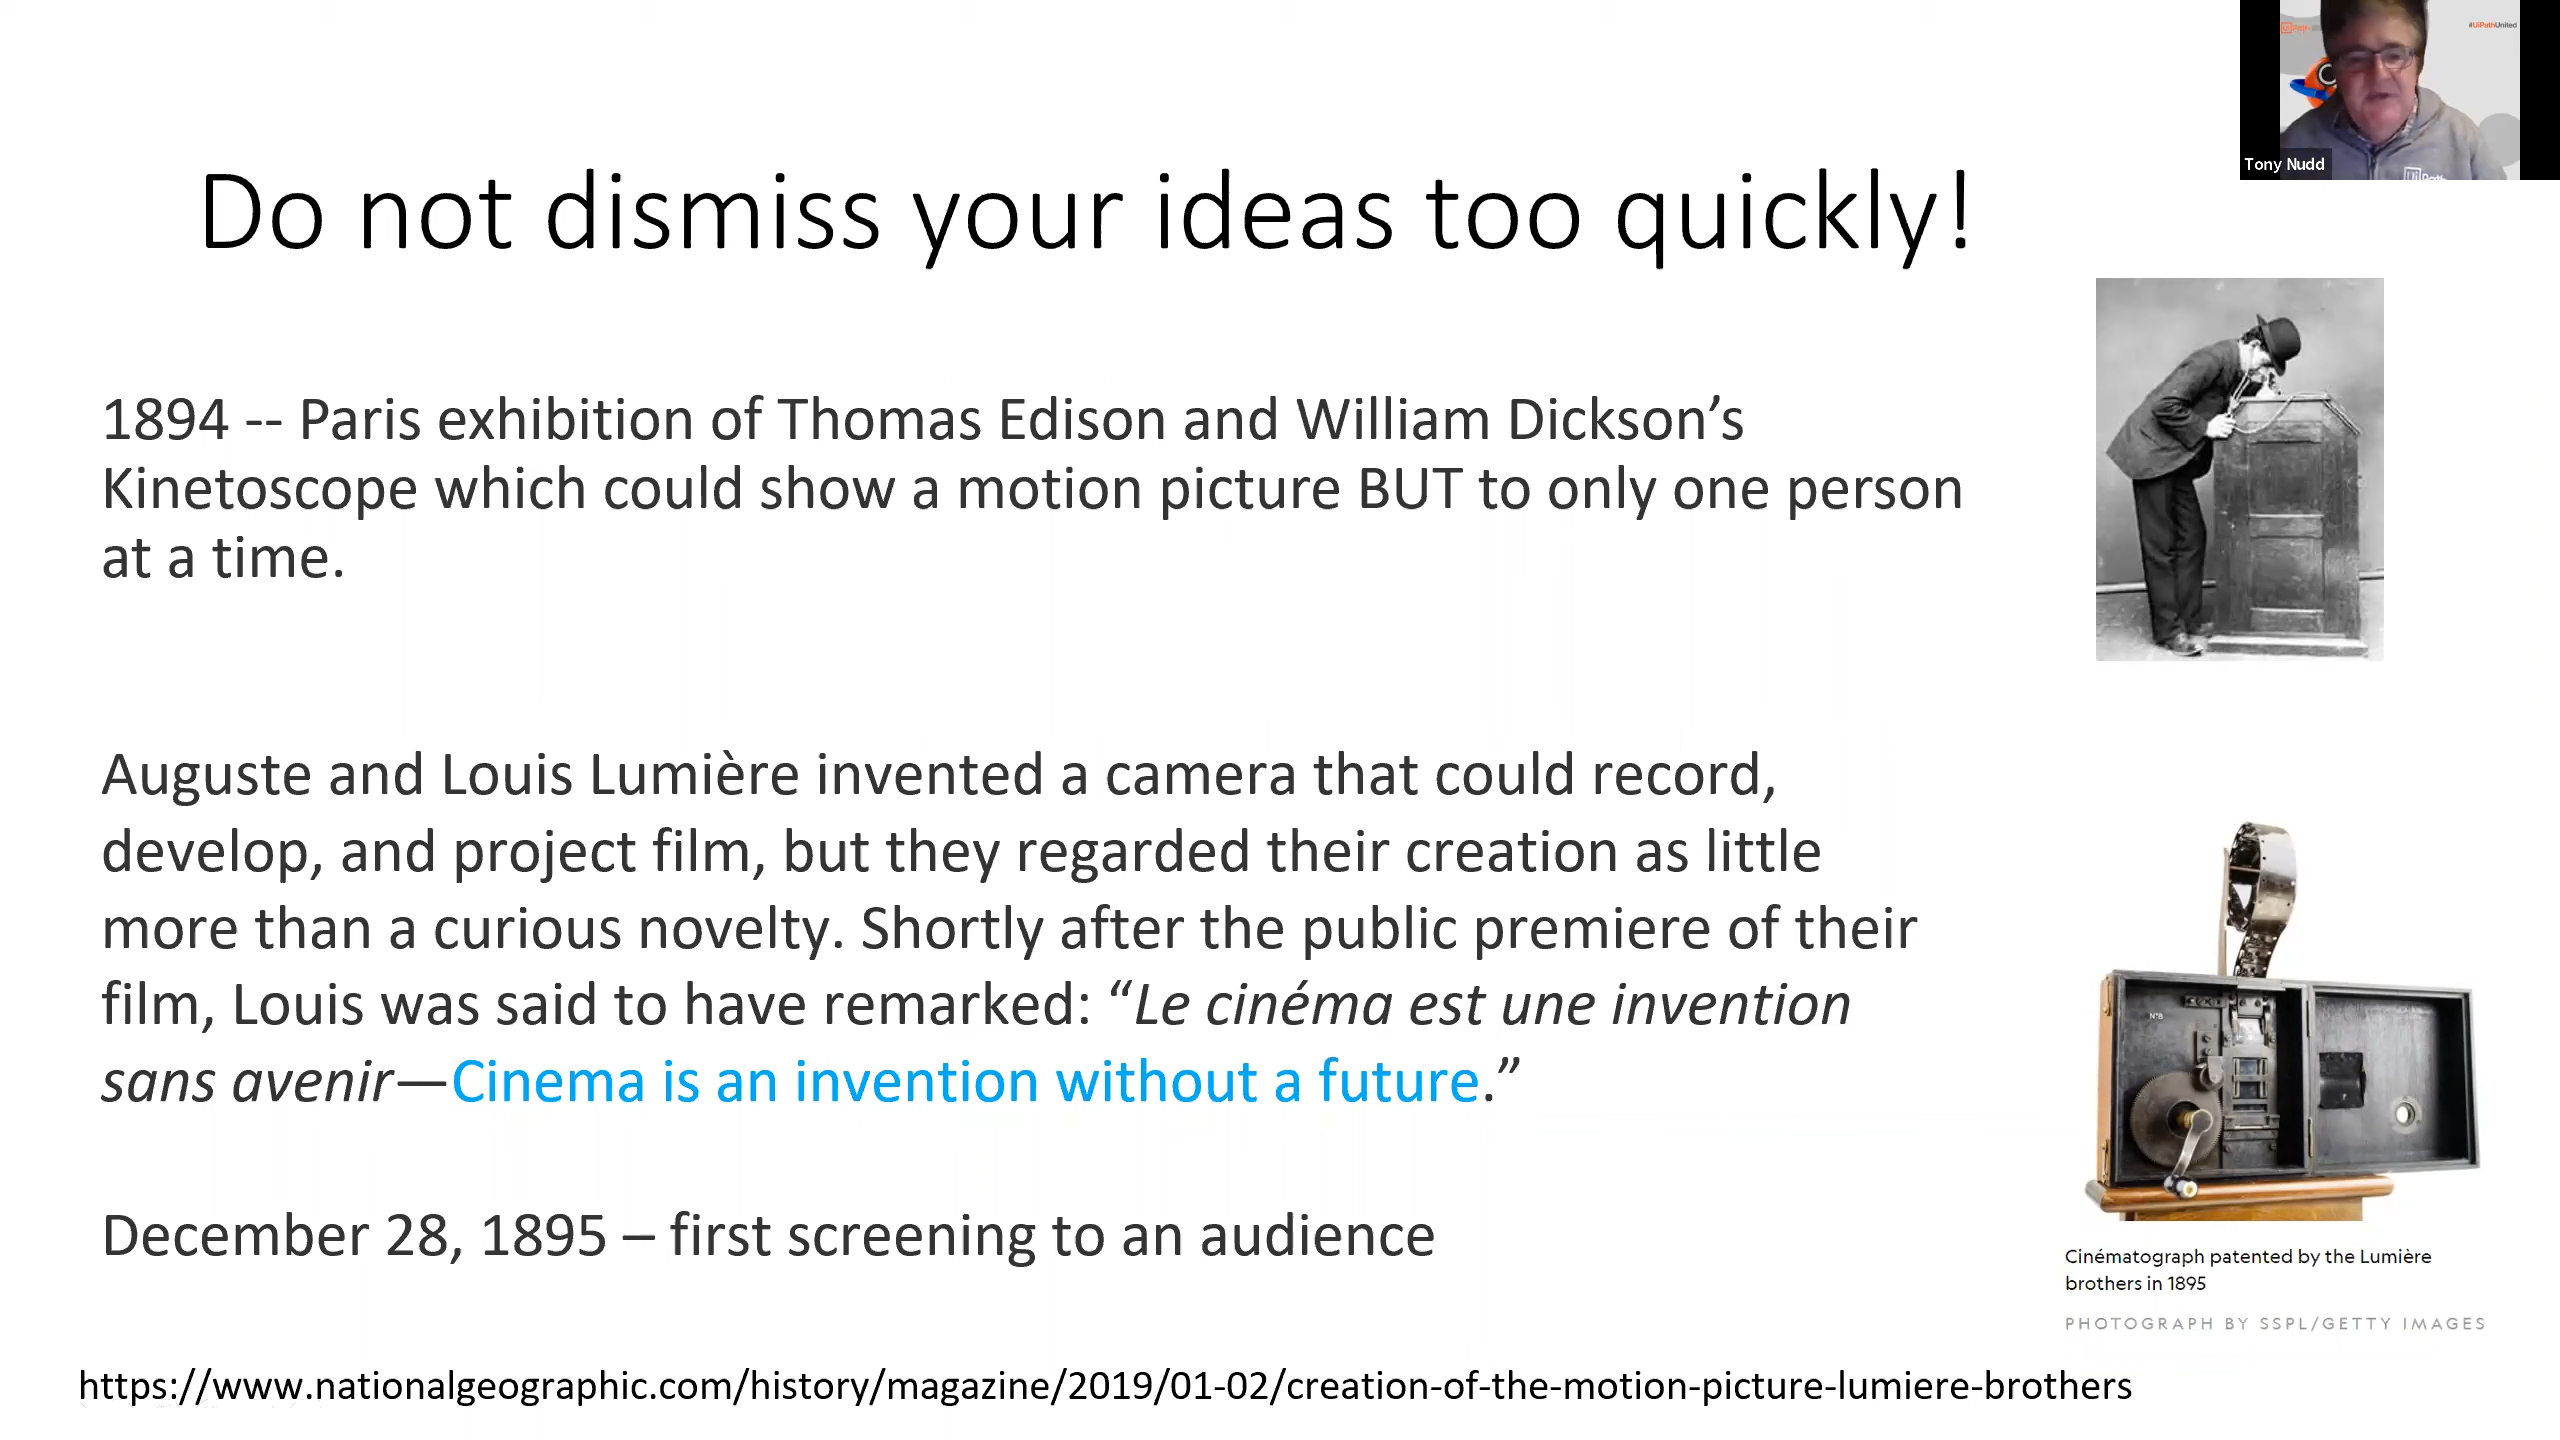 #UiPathUnited
Tony Nudd
Do not dismiss your ideas too quickly!
1894 -- Paris exhibition of Thomas Edison and William Dickson’s
Kinetoscope which could show a motion picture BUT to only one person
at a time.
Auguste and Louis Lumière invented a camera that could record,
develop, and project film, but they regarded their creation as little
more than a curious novelty. Shortly after the public premiere of their
film, Louis was said to have remarked: “Le cinéma est une invention
sans avenir—Cinema is an invention without a future.”
December 28, 1895 – first screening to an audience
Nº8
Cinématograph patented by the Lumière
brothers in 1895
PHOTOGRAPH BY SSPL/GETTY IMAGES
https://www.nationalgeographic.com/history/magazine/2019/01-02/creation-of-the-motion-picture-lumiere-brothers